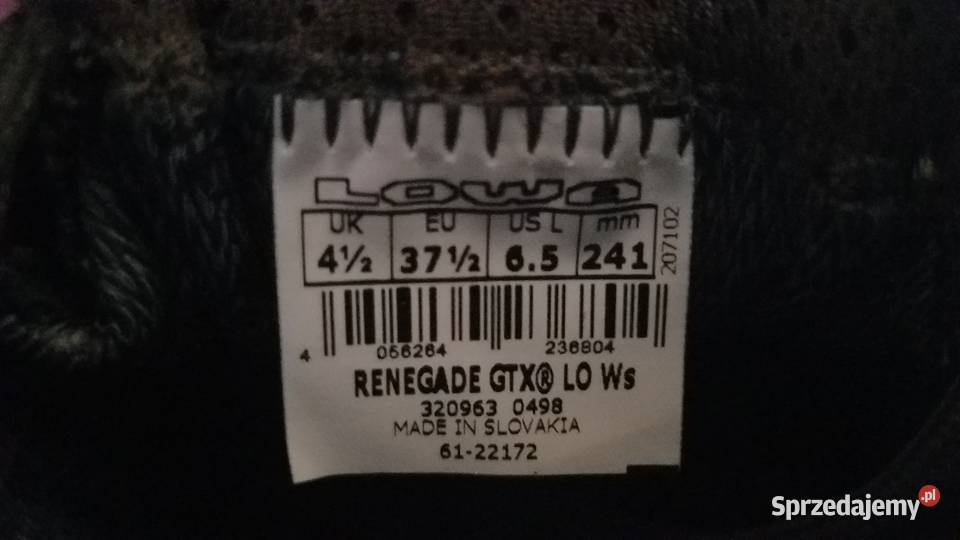 LOWA
UK EU US L mm
4½ 37½ 6.5 241
207102
4 056264 236804
RENEGADE GTX® LO Ws
320963 0498
MADE IN SLOVAKIA
61-22172
Sprzedajemy.pl